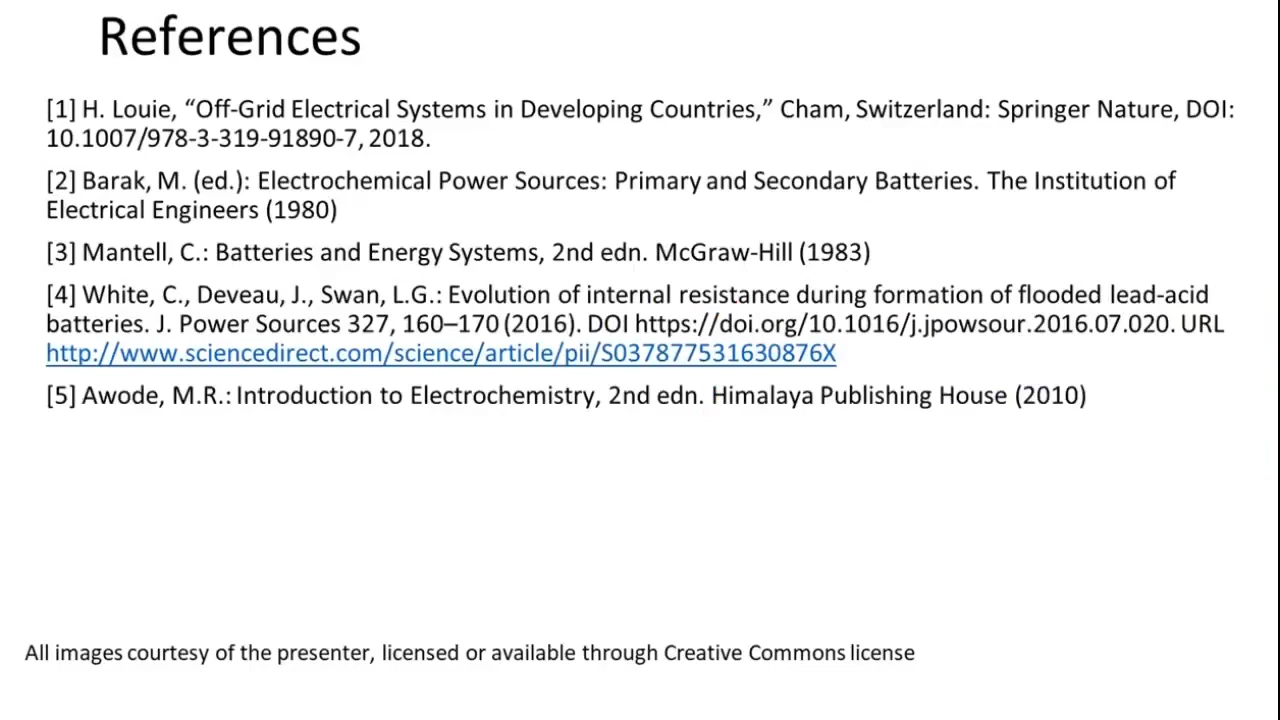 References
[1] H. Louie, “Off-Grid Electrical Systems in Developing Countries,” Cham, Switzerland: Springer Nature, DOI:
10.1007/978-3-319-91890-7, 2018.
[2] Barak, M. (ed.): Electrochemical Power Sources: Primary and Secondary Batteries. The Institution of
Electrical Engineers (1980)
[3] Mantell, C.: Batteries and Energy Systems, 2nd edn. McGraw-Hill (1983)
[4] White, C., Deveau, J., Swan, L.G.: Evolution of internal resistance during formation of flooded lead-acid
batteries. J. Power Sources 327, 160–170 (2016). DOI https://doi.org/10.1016/j.jpowsour.2016.07.020. URL
http://www.sciencedirect.com/science/article/pii/S037877531630876X
[5] Awode, M.R.: Introduction to Electrochemistry, 2nd edn. Himalaya Publishing House (2010)
All images courtesy of the presenter, licensed or available through Creative Commons license